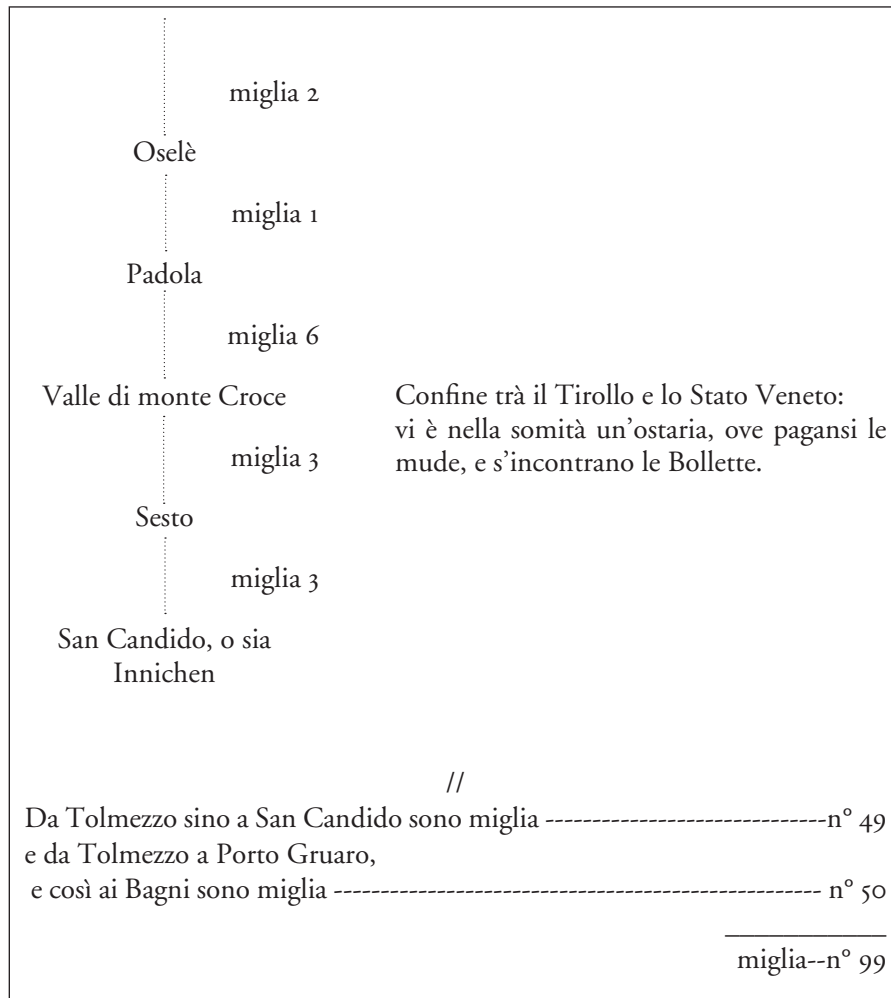 miglia 2
Oselè
miglia 1
Padola
miglia 6
Valle di monte Croce
Confine trà il Tirollo e lo Stato Veneto:
vi è nella somità un’ostaria, ove pagansi le
mude, e s’incontrano le Bollette.
miglia 3
Sesto
miglia 3
San Candido, o sia
Innichen
//
Da Tolmezzo sino a San Candido sono miglia ------------------------------n° 49
e da Tolmezzo a Porto Gruaro,
e così ai Bagni sono miglia ---------------------------------------------------- n° 50
___________
miglia--n° 99